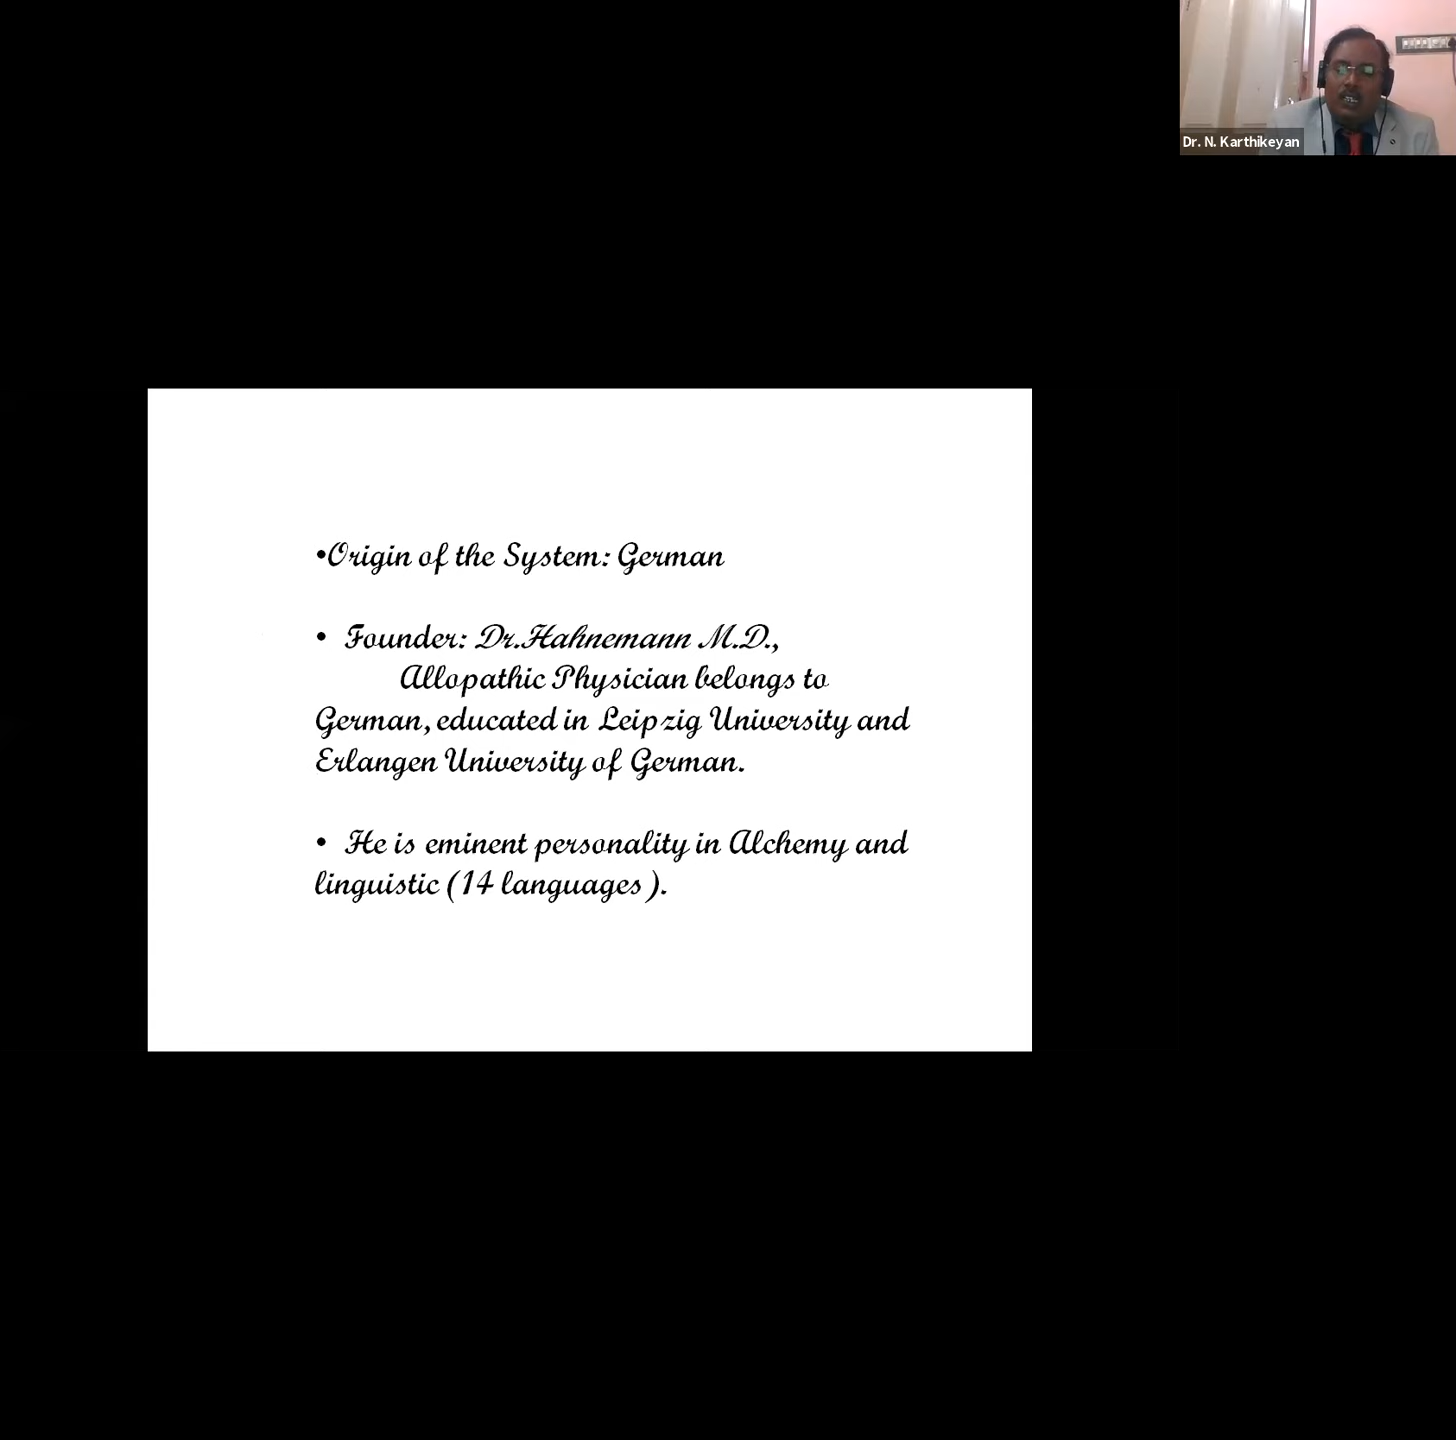 Dr. N. Karthikeyan
•Origin of the System: German
• Founder: Dr.Hahnemann M.D.,
Allopathic Physician belongs to
German, educated in Leipzig University and
Erlangen University of German.
• He is eminent personality in Alchemy and
linguistic (14 languages ).